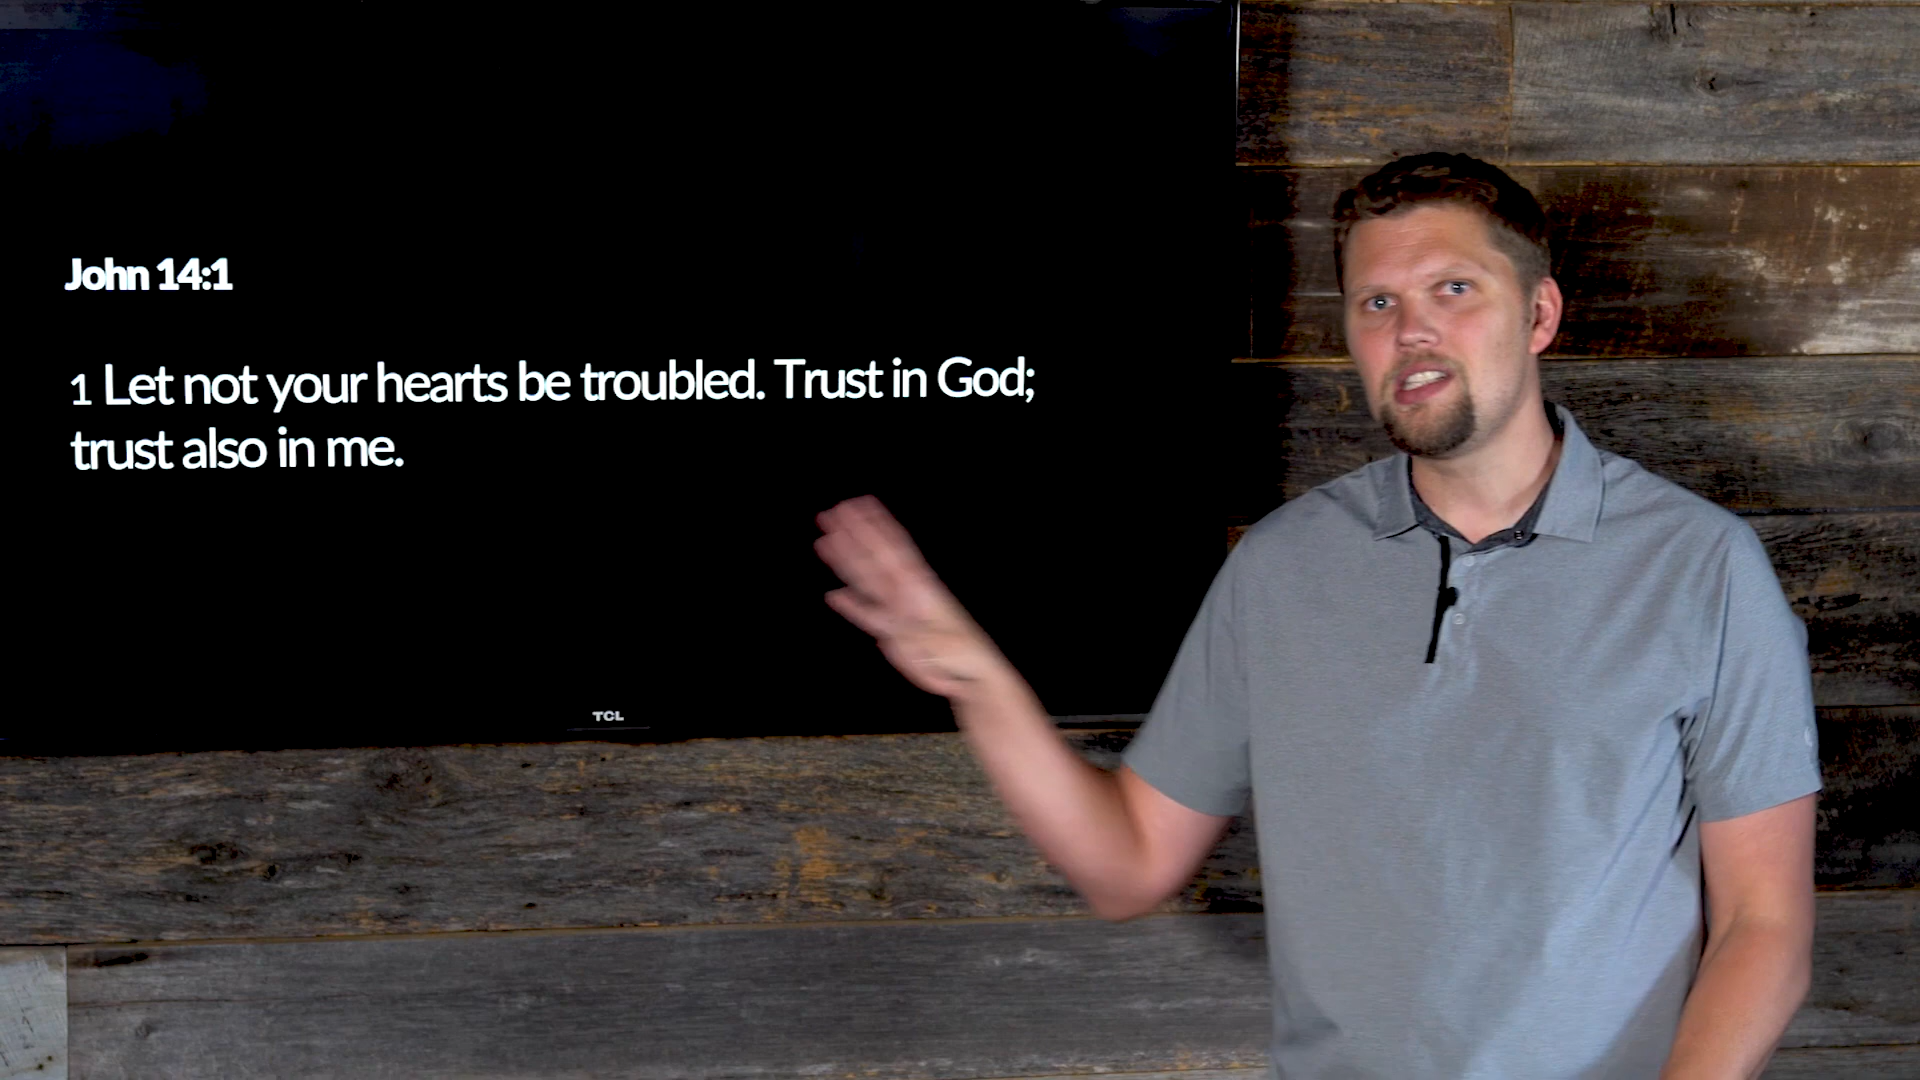 John 14:1
1 Let not your hearts be troubled. Trust in God;
trust also in me.
TCL